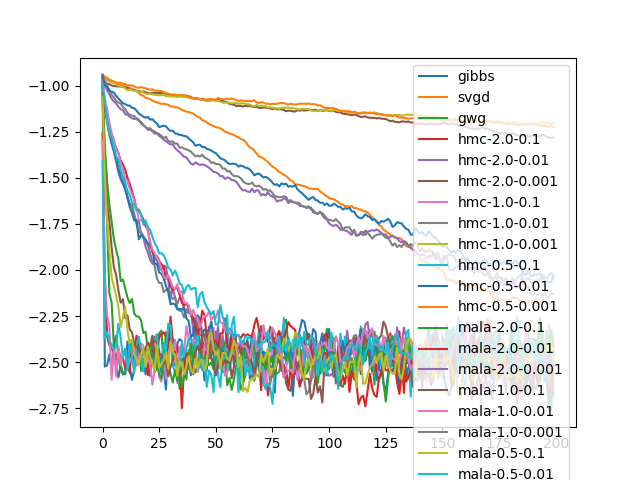 −1.00
−1.25
−1.50
−1.75
−2.00
−2.25
−2.50
−2.75
0
25
50
75
100
125
150
175
200
gibbs
svgd
gwg
hmc-2.0-0.1
hmc-2.0-0.01
hmc-2.0-0.001
hmc-1.0-0.1
hmc-1.0-0.01
hmc-1.0-0.001
hmc-0.5-0.1
hmc-0.5-0.01
hmc-0.5-0.001
mala-2.0-0.1
mala-2.0-0.01
mala-2.0-0.001
mala-1.0-0.1
mala-1.0-0.01
mala-1.0-0.001
mala-0.5-0.1
mala-0.5-0.01